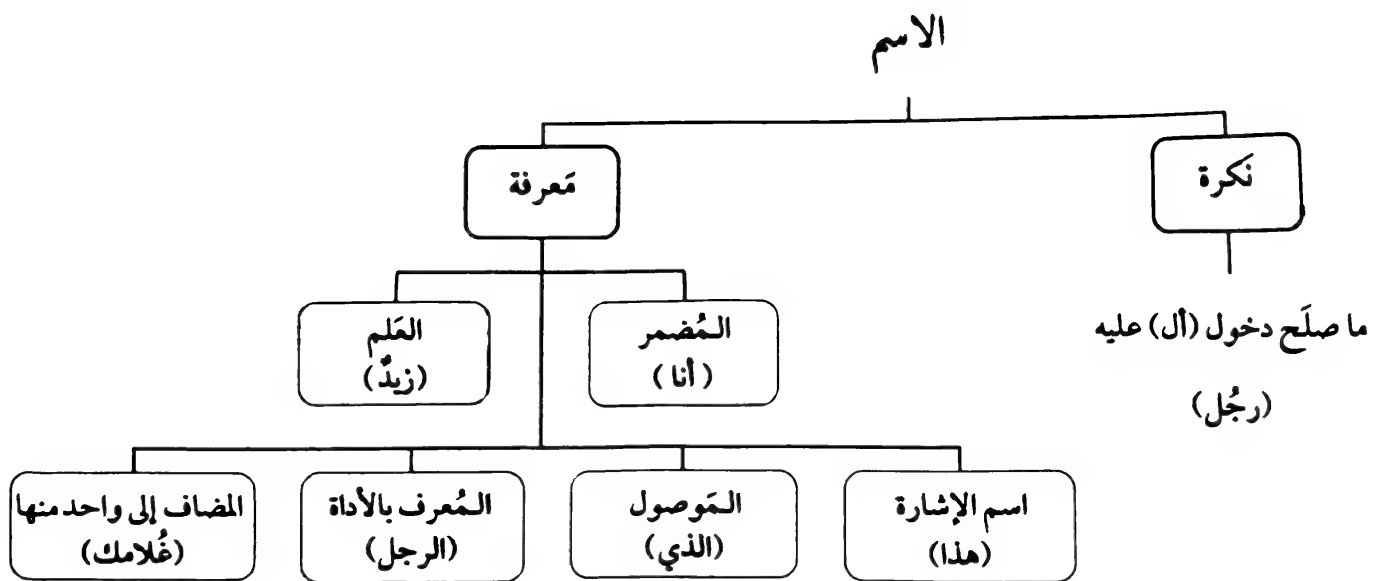 الاسم
نَكرة
مَعرفة
ما صلَح دخول (أل) عليه
(رجُل)
المُضمر
(أنا)
العَلم
(زيدٌ)
اسم الإشارة
(هذا)
المَوصول
(الذي)
المُعرف بالأداة
(الرجل)
المضاف إلى واحد منها
(غُلامك)